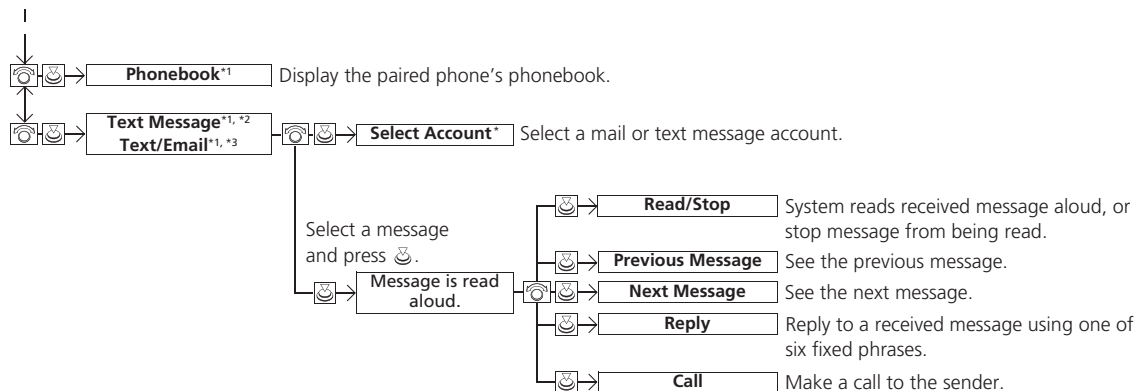 Phonebook*1 Display the paired phone's phonebook.
Text Message*1, *2
Text/Email*1, *3
Select Account* Select a mail or text message account.
Select a message
and press
Message is read
aloud.
Read/Stop System reads received message aloud, or
stop message from being read.
Previous Message See the previous message.
Next Message See the next message.
Reply Reply to a received message using one of
six fixed phrases.
Call Make a call to the sender.